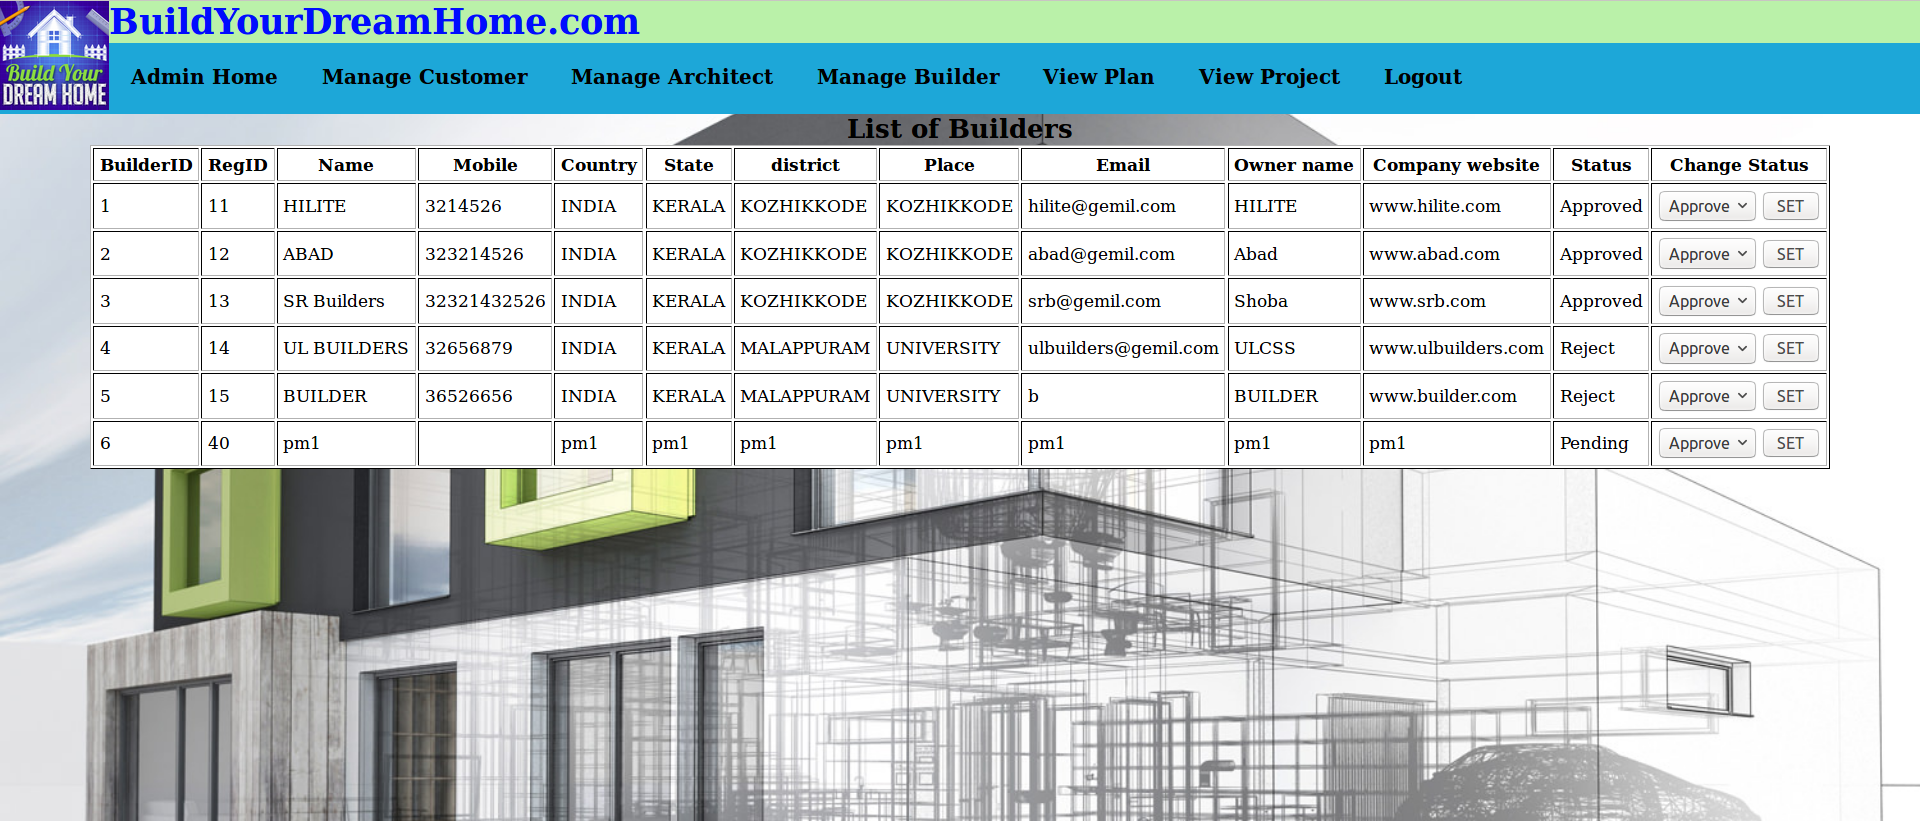 BuildYourDreamHome.com
Build Your
DREAM HOME
Admin Home Manage Customer Manage Architect Manage Builder View Plan View Project Logout
List of Builders
BuilderID RegID Name Mobile Country State district Place Email Owner name Company website Status Change Status
1 11 HILITE 3214526 INDIA KERALA KOZHIKKODE KOZHIKKODE hilite@gemil.com HILITE www.hilite.com Approved Approve SET
2 12 ABAD 323214526 INDIA KERALA KOZHIKKODE KOZHIKKODE abad@gemil.com Abad www.abad.com Approved Approve SET
3 13 SR Builders 32321432526 INDIA KERALA KOZHIKKODE KOZHIKKODE srb@gemil.com Shoba www.srb.com Approved Approve SET
4 14 UL BUILDERS 32656879 INDIA KERALA MALAPPURAM UNIVERSITY ulbuilders@gemil.com ULCSS www.ulbuilders.com Reject Approve SET
5 15 BUILDER 36526656 INDIA KERALA MALAPPURAM UNIVERSITY b BUILDER www.builder.com Reject Approve SET
6 40 pm1 pm1 pm1 pm1 pm1 pm1 pm1 pm1 Pending Approve SET